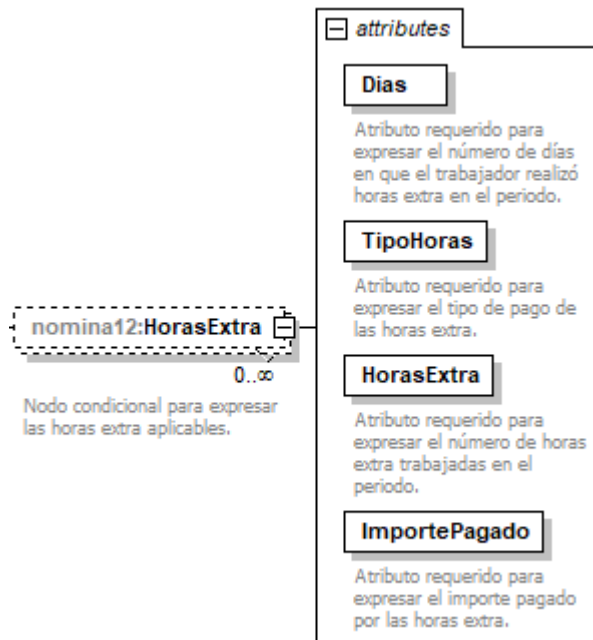 attributes
Dias
Atributo requerido para
expresar el número de días
en que el trabajador realizó
horas extra en el periodo.
TipoHoras
Atributo requerido para
expresar el tipo de pago de
las horas extra.
nomina12:HorasExtra
0..∞
Nodo condicional para expresar
las horas extra aplicables.
HorasExtra
Atributo requerido para
expresar el número de horas
extra trabajadas en el
periodo.
ImportePagado
Atributo requerido para
expresar el importe pagado
por las horas extra.